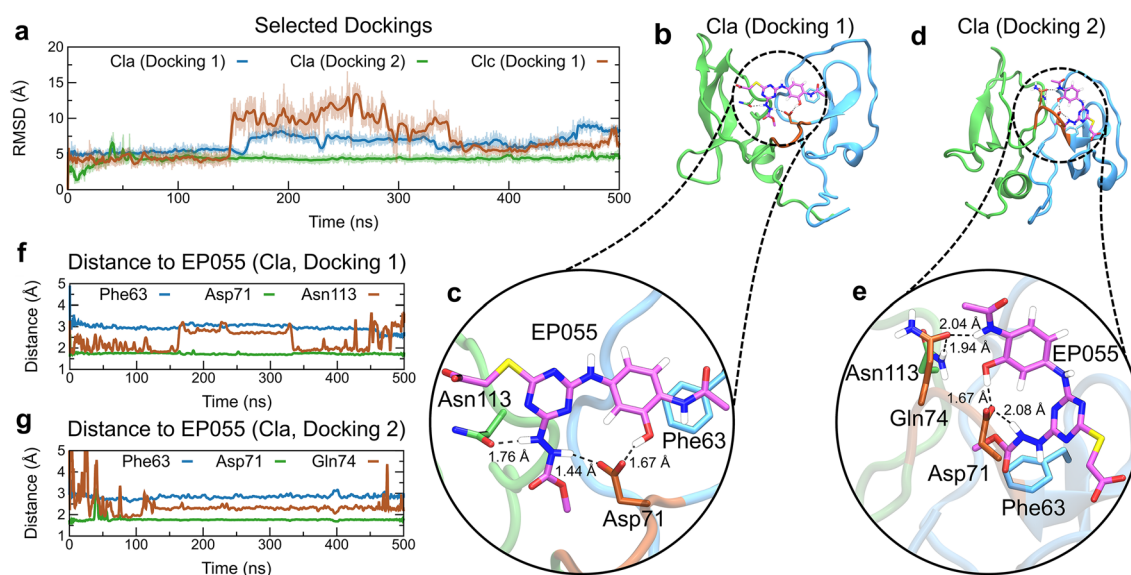 a
Selected Dockings
Cla (Docking 1)
Cla (Docking 2)
Clc (Docking 1)
RMSD (Å)
20
15
10
5
0
0
50
100
150
200
250
300
350
400
450
500
Time (ns)
b
Cla (Docking 1)
d
Cla (Docking 2)
f
Distance to EP055 (Cla, Docking 1)
Phe63
Asp71
Asn113
Distance (Å)
5
4
3
2
1
0
100
200
300
400
500
Time (ns)
g
Distance to EP055 (Cla, Docking 2)
Phe63
Asp71
Gln74
Distance (Å)
5
4
3
2
1
0
100
200
300
400
500
Time (ns)
c
EP055
Asn113
Phe63
1.76 Å
1.44 Å
1.67 Å
Asp71
e
2.04 Å
1.94 Å
EP055
Asn113
Gln74
1.67 Å
2.08 Å
Asp71
Phe63